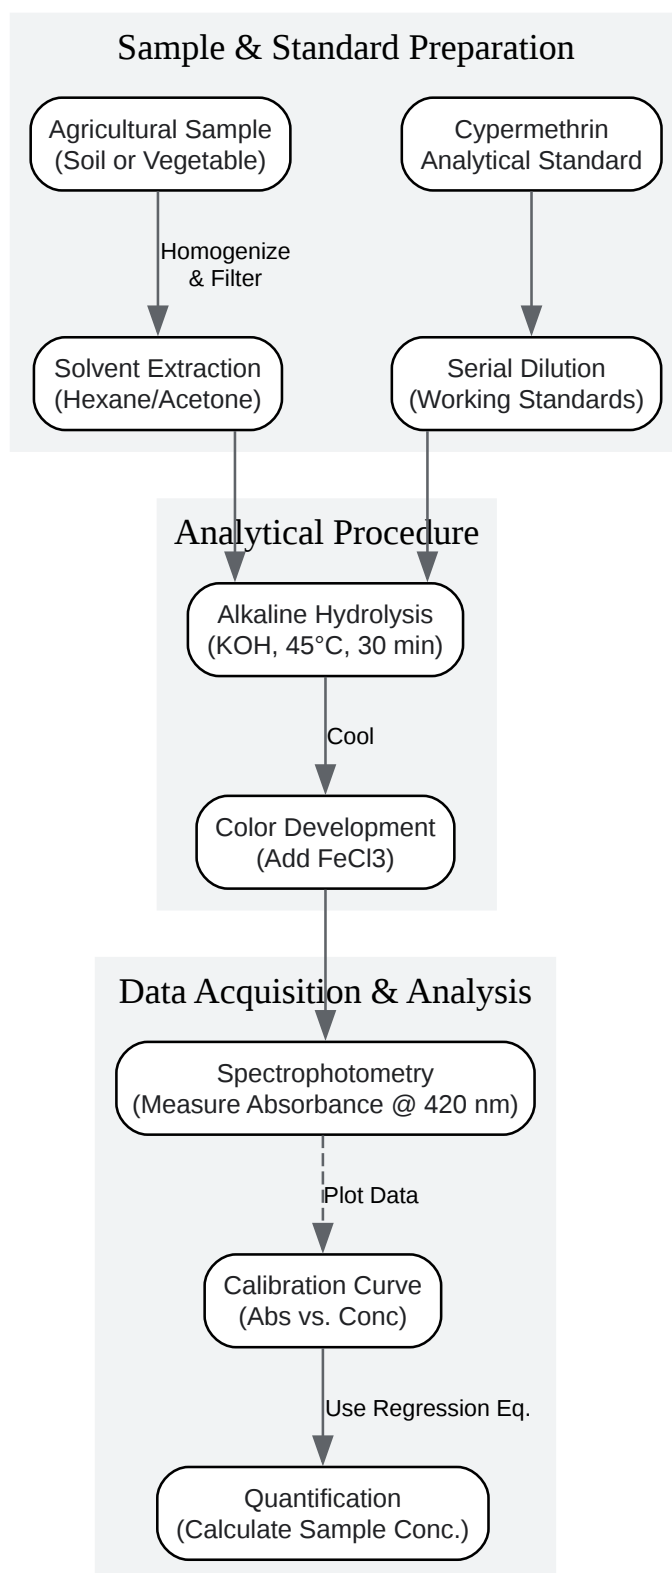 Sample & Standard Preparation
Agricultural Sample
(Soil or Vegetable)
Cypermethrin
Analytical Standard
Homogenize
& Filter
Solvent Extraction
(Hexane/Acetone)
Serial Dilution
(Working Standards)
Analytical Procedure
Alkaline Hydrolysis
(KOH, 45°C, 30 min)
Cool
Color Development
(Add FeCl3)
Data Acquisition & Analysis
Spectrophotometry
(Measure Absorbance @ 420 nm)
Plot Data
Calibration Curve
(Abs vs. Conc)
Use Regression Eq.
Quantification
(Calculate Sample Conc.)